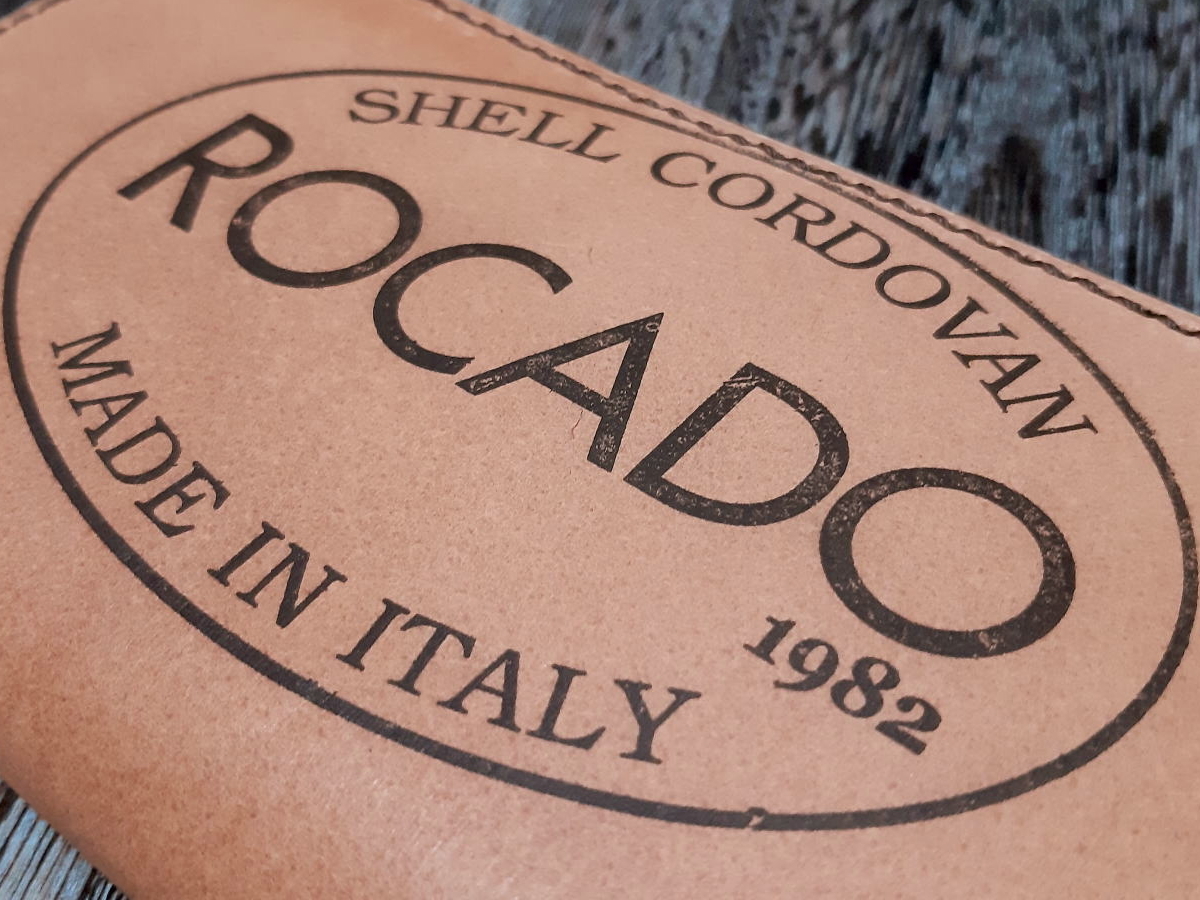 SHELL CORDOVAN
ROCADO
1982
MADE IN ITALY